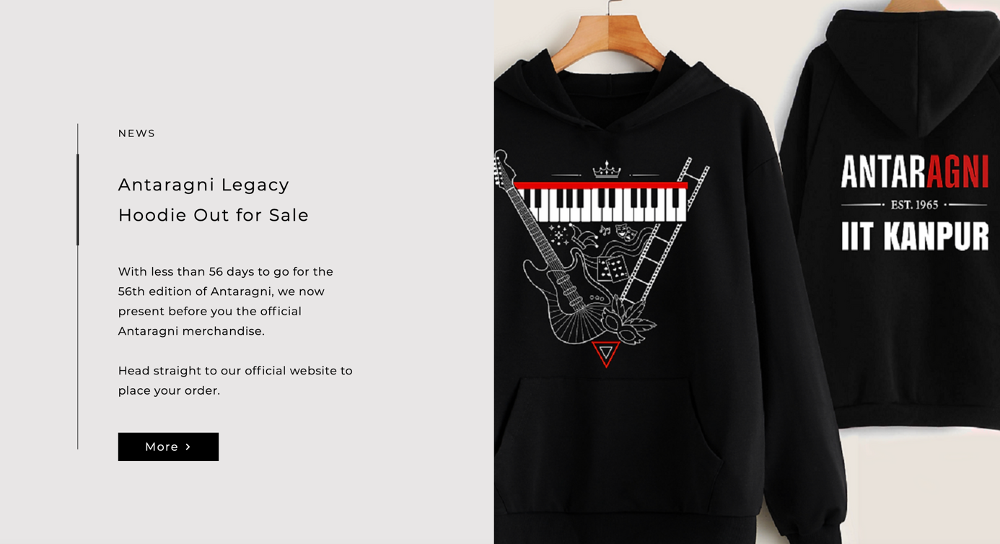 NEWS
Antaragni Legacy
Hoodie Out for Sale
With less than 56 days to go for the
56th edition of Antaragni, we now
present before you the official
Antaragni merchandise.
Head straight to our official website to
place your order.
More >
ANTARAGNI
EST. 1965
IIT KANPUR